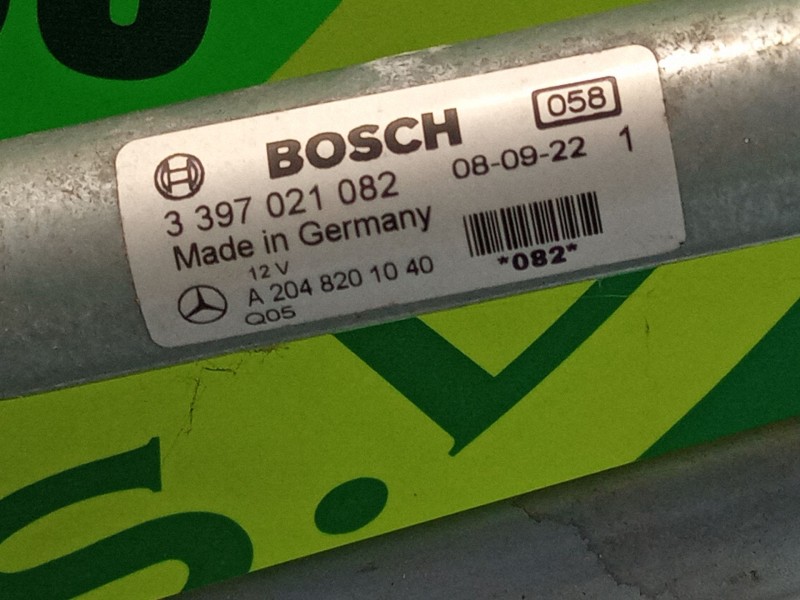 BOSCH
058
3 397 021 082
08-09-22 1
Made in Germany
12 V
A 204 820 10 40
Q05
*082*
S.